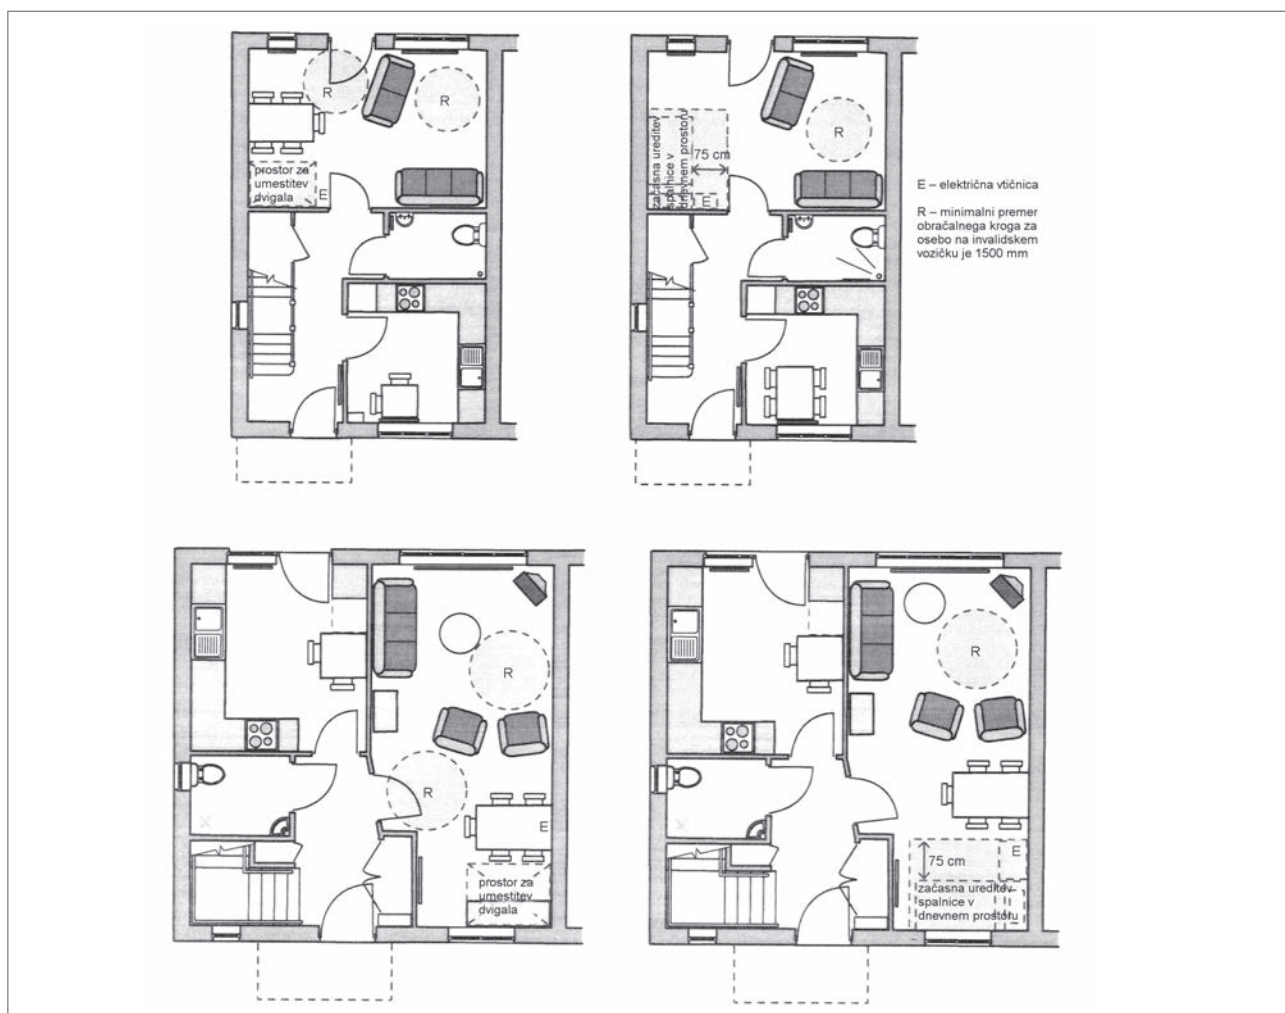 R
R
prostor za
umestitev
dvigala
E
R
začasna ureditev
spalnice v
dnevnem prostoru
75 cm
E
E – električna vtičnica
R – minimalni premer
obračalnega kroga za
osebo na invalidskem
vozičku je 1500 mm
R
R
E
prostor za
umestitev
dvigala
R
75 cm
E
začasna ureditev
spalnice v
dnevnem prostoru